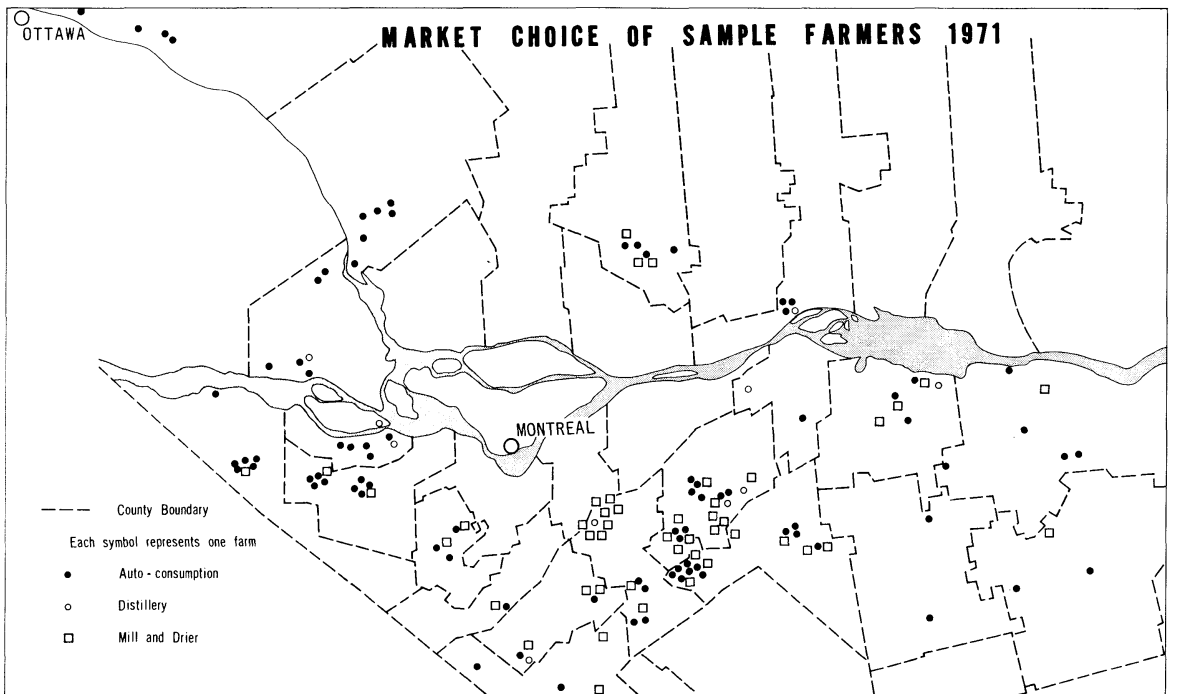 MARKET CHOICE OF SAMPLE FARMERS 1971
OTTAWA
MONTREAL
County Boundary
Each symbol represents one farm
Auto - consumption
Distillery
Mill and Drier